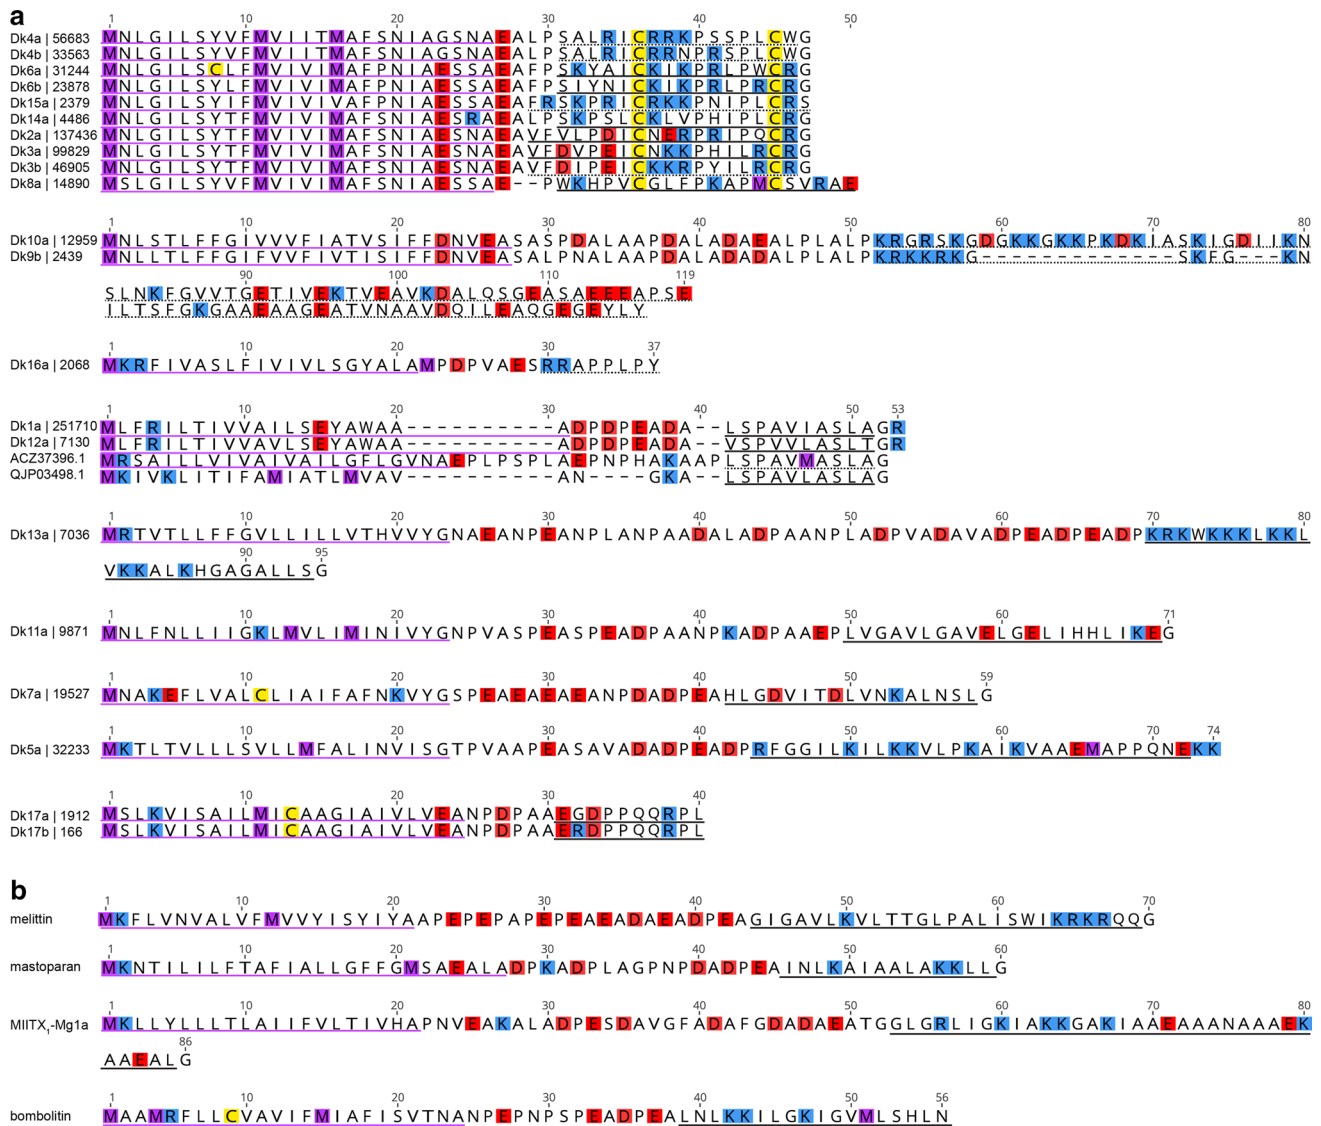 a
1 10 20 30 40 50
Dk4a | 56683 MNLGILSYVFMVIITMAFSNIAGSNAEALPSALRICRRKPSSPLCWG
Dk4b | 33563 MNLGILSYVFMVIITMAFSNIAGSNAEALPSALRICRRNPRSPLCWG
Dk6a | 31244 MNLGILSCLFMVIVIMAFPNIAESSAEAFPSKYAICKIKPRLPWCRG
Dk6b | 23878 MNLGILSYLFMVIVIMAFPNIAESSAEAFPSIYNICKIKPRLPRCRG
Dk15a | 2379 MNLGILSYIFMVIVIVAFPNIAESSAEAFRSKPRICRKKPNIPLCRS
Dk14a | 4486 MNLGILSYTFMVIVIMAFSNIAESRAEALPSKPSLCKLVPHIPLCRG
Dk2a | 137436 MNLGILSYTFMVIVIMAFSNIAESNAEAVFVLPDICNERPRIPQCRG
Dk3a | 99829 MNLGILSYTFMVIVIMAFSNIAESNAEAVFDVPEICNKKPHILRCRG
Dk3b | 46905 MNLGILSYTFMVIVIMAFSNIAESNAEAVFDIPEICKKRPYILRCRG
Dk8a | 14890 MSLGILSYVFMVIVIMAFSNIAESSAE--PWKHPVCGLFPKAPMCSVRAE
1 10 20 30 40 50 60 70 80
Dk10a | 12959 MNLSTLFFGIVVVFIATVSIFFDNVEASASPDALAAPDALADAEALPLALPKRGRSKGDGKKGKKPKDKIASKIGDIIKN
Dk9b | 2439 MNLLTLFFGIFVVFIVTISIFFDNVEASALPNALAAPDALADADALPLALPKRKKRKG-------------SKFG---KN
90 100 110 119
SLNKFGVVTGETIVEKTVEAVKDALQSGEASAEEEAPSE
ILTSFGKGAAEAAGEATVNAAVDQILEAQGEGEYLY
1 10 20 30 37
Dk16a | 2068 MKRFIVASLFIVIVLSGYALAMPDPVAESRRAPPLPY
1 10 20 30 40 50 53
Dk1a | 251710 MLFRILTIVVAILSEYAWAA----------ADPDPEADA--LSPAVIASLAGR
Dk12a | 7130 MLFRILTIVVAVLSEYAWAA----------ADPDPEADA--VSPVVLASLTGR
ACZ37396.1 MRSAILLVIVAIVAILGFLGVNAEPLPSPLAEPNPHAKAAPLSPAVMASLAG
QJP03498.1 MKIVKLITIFAMIATLMVAV----------AN----GKA--LSPAVLASLAG
1 10 20 30 40 50 60 70 80
Dk13a | 7036 MRTVTLLFFGVLLILLVTHVVYGNAEANPEANPLANPAADALADPAANPLADPVADAVADPEADPEADPKRKWKKKLKKL
90 95
VKKALKHGAGALLSG
1 10 20 30 40 50 60 71
Dk11a | 9871 MNLFNLLIIGKLMVLIMINIVYGNPVASPEASPEADPAANPKADPAAEPLVGAVLGAVELGELIHHLIKEG
1 10 20 30 40 50 59
Dk7a | 19527 MNAKEFLVALCLIAIFAFNKVYGSPEAEAEAEANPDADPEAHLGDVITDLVNKALNSLG
1 10 20 30 40 50 60 70 74
Dk5a | 32233 MKTLTVLLLSVLLMFALINVISGTPVAAPEASAVADADPEADPRFGGILKILKKVLPKAIKVAAEMAPPQNEKK
1 10 20 30 40
Dk17a | 1912 MSLKVISAILMICAAGIAIVLVEANPDPAAEGDPPQQRPL
Dk17b | 166 MSLKVISAILMICAAGIAIVLVEANPDPAAERDPPQQRPL
b
1 10 20 30 40 50 60 70
melittin MKFLVNVALVFMVVYISYIYAAPEPEPAPEPEAEADAEADPEAGIGAVLKVLTTGLPALISWIKRKRQQG
1 10 20 30 40 50 60
mastoparan MKNTILILFTAFIALLGFFGMSAEALADPKADPLAGPNPDADPEAINLKAIAALAKKLLG
1 10 20 30 40 50 60 70 80
MIITX1-Mg1a MKLLYLLLTLAIIFVLTIVHAPNVEAKALADPESDAVGFADAFGDADAEATGGLGRLIGKIAKKGAKIAAEAAANAAAEK
86
AAEALG
1 10 20 30 40 50 56
bombolitin MAAMRFLLCVAVIFMIAFISVTNANPEPNPSPEADPEALNLKKILGKIGVMLSHLN